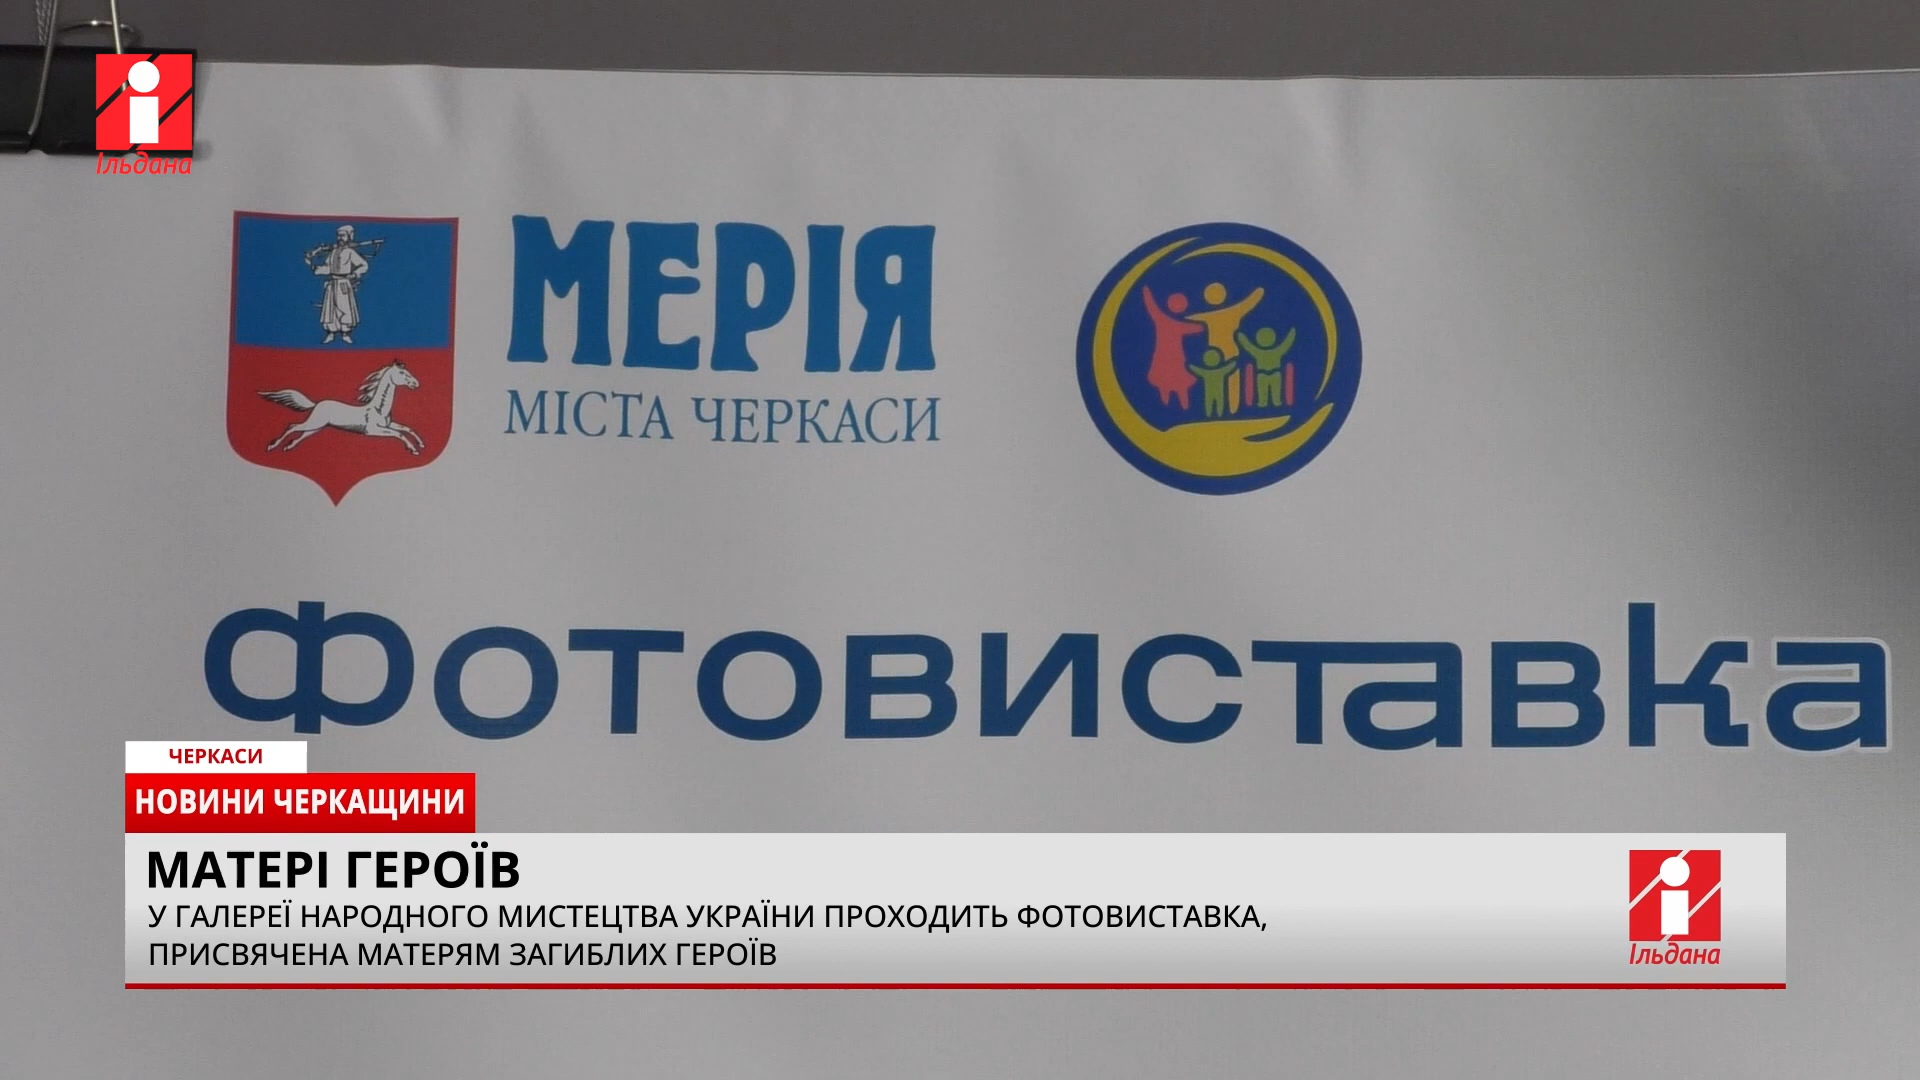 Ільдана
МЕРІЯ
МІСТА ЧЕРКАСИ
Фотовиставка
ЧЕРКАСИ
НОВИНИ ЧЕРКАЩИНИ
МАТЕРІ ГЕРОЇВ
У ГАЛЕРЕЇ НАРОДНОГО МИСТЕЦТВА УКРАЇНИ ПРОХОДИТЬ ФОТОВИСТАВКА,
ПРИСВЯЧЕНА МАТЕРЯМ ЗАГИБЛИХ ГЕРОЇВ
Ільдана